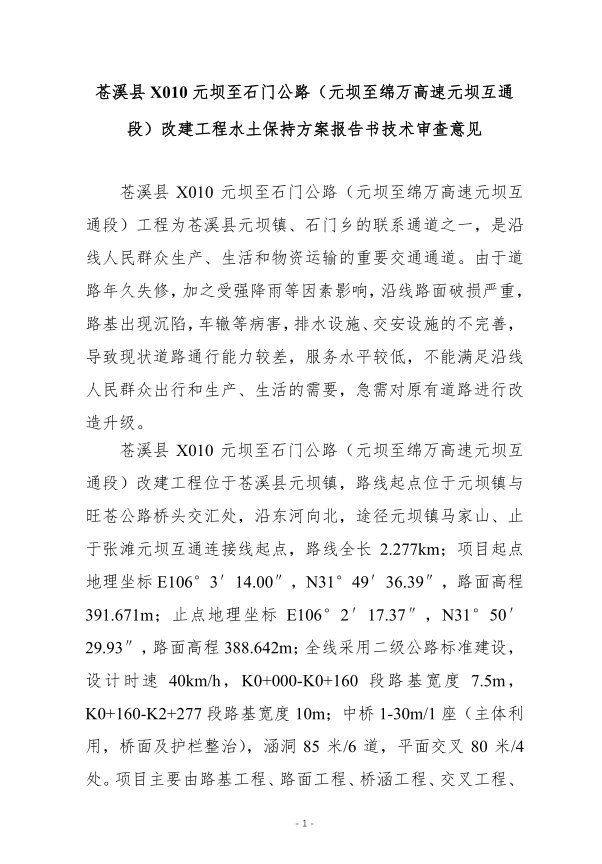 苍溪县 X010 元坝至石门公路（元坝至绵万高速元坝互通
段）改建工程水土保持方案报告书技术审查意见
苍溪县 X010 元坝至石门公路（元坝至绵万高速元坝互
通段）工程为苍溪县元坝镇、石门乡的联系通道之一，是沿
线人民群众生产、生活和物资运输的重要交通通道。由于道
路年久失修，加之受强降雨等因素影响，沿线路面破损严重，
路基出现沉陷，车辙等病害，排水设施、交安设施的不完善，
导致现状道路通行能力较差，服务水平较低，不能满足沿线
人民群众出行和生产、生活的需要，急需对原有道路进行改
造升级。
苍溪县 X010 元坝至石门公路（元坝至绵万高速元坝互
通段）改建工程位于苍溪县元坝镇，路线起点位于元坝镇与
旺苍公路桥头交汇处，沿东河向北，途径元坝镇马家山、止
于张滩元坝互通连接线起点，路线全长 2.277km；项目起点
地理坐标 E106°3′14.00″，N31°49′36.39″，路面高程
391.671m；止点地理坐标 E106°2′17.37″，N31°50′
29.93″，路面高程 388.642m；全线采用二级公路标准建设，
设计时速 40km/h，K0+000-K0+160 段路基宽度 7.5m，
K0+160-K2+277 段路基宽度 10m；中桥 1-30m/1 座（主体利
用，桥面及护栏整治），涵洞 85 米/6 道，平面交叉 80 米/4
处。项目主要由路基工程、路面工程、桥涵工程、交叉工程、
- 1 -